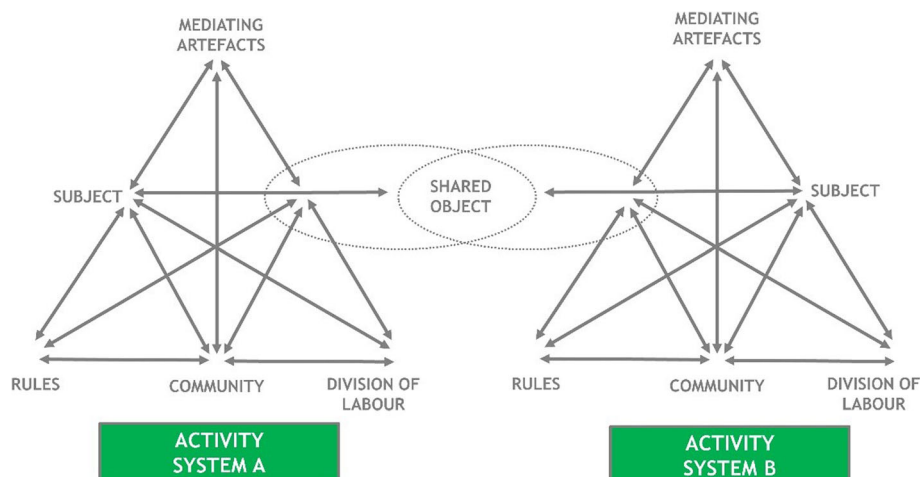 MEDIATING
ARTEFACTS
SUBJECT
RULES
COMMUNITY
DIVISION OF
LABOUR
ACTIVITY
SYSTEM A
SHARED
OBJECT
MEDIATING
ARTEFACTS
SUBJECT
RULES
COMMUNITY
DIVISION OF
LABOUR
ACTIVITY
SYSTEM B